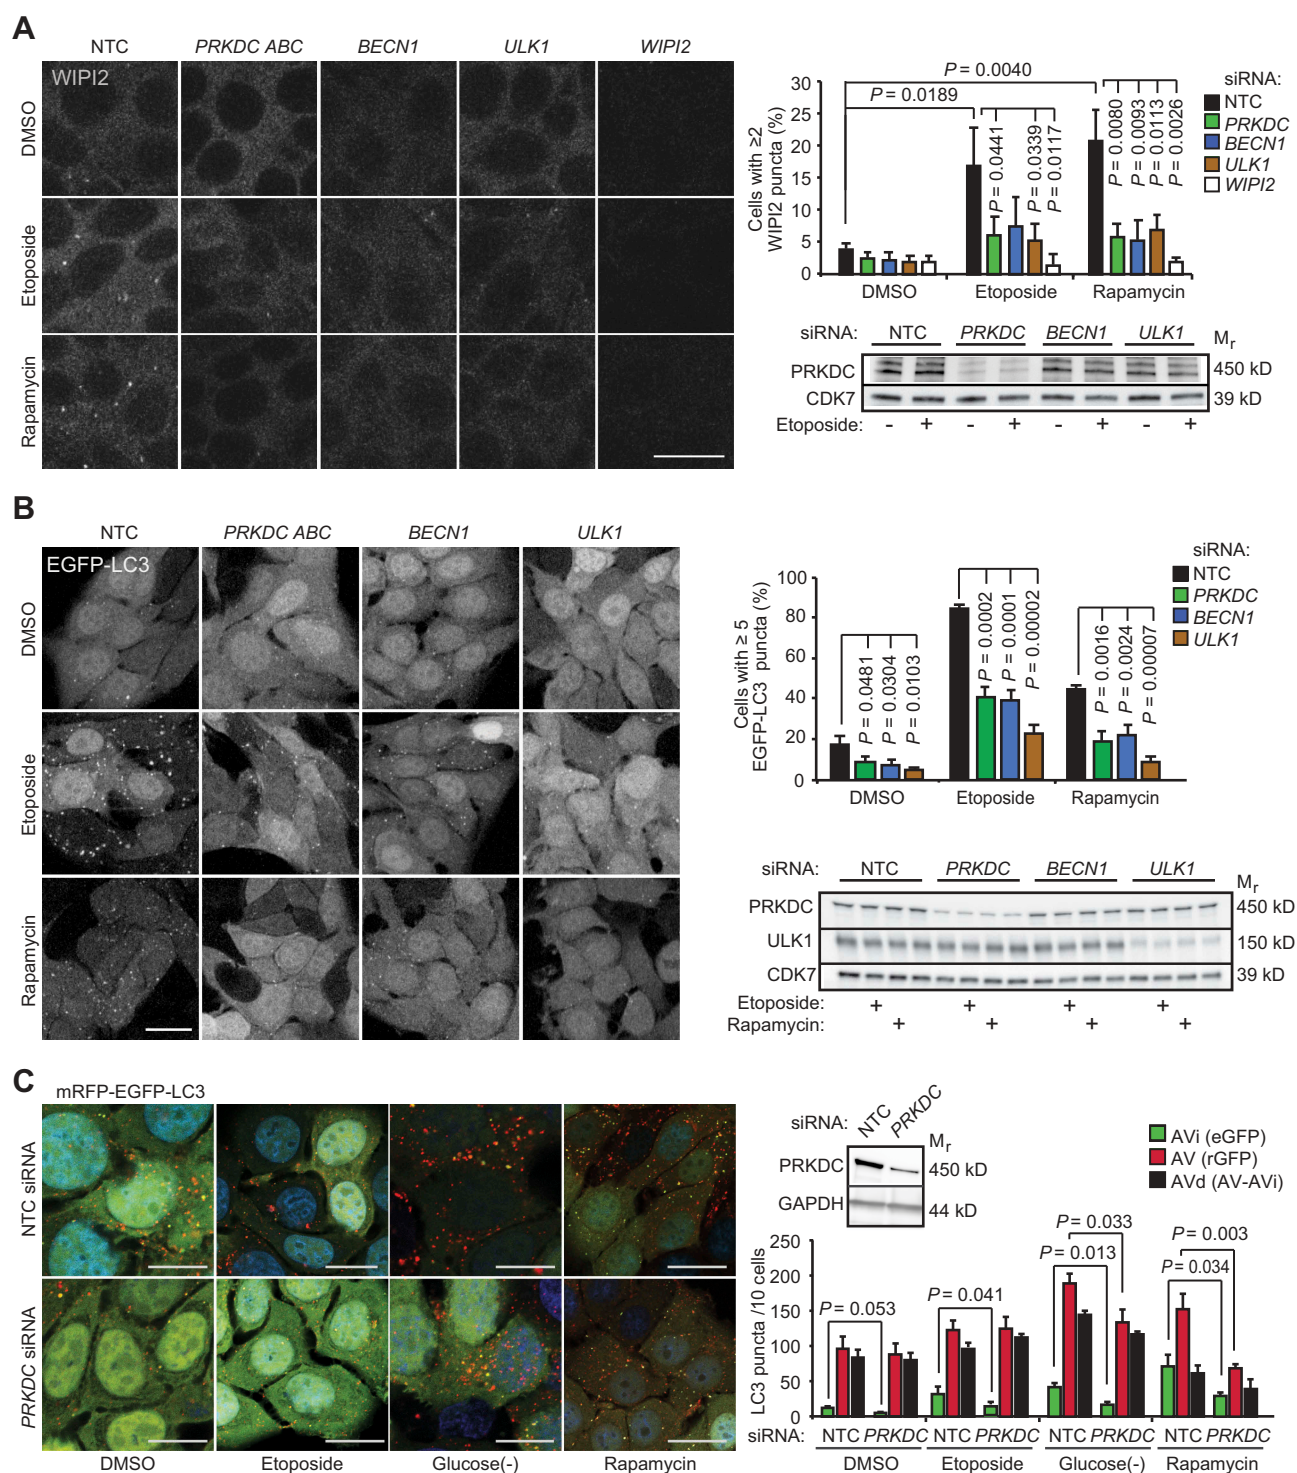 A
NTC PRKDC ABC BECN1 ULK1 WIPI2
WIPI2
DMSO
Etoposide
Rapamycin
Cells with ≥2
WIPI2 puncta (%)
30
25
20
15
10
5
0
P = 0.0040
P = 0.0189
P = 0.0441
P = 0.0339
P = 0.0117
P = 0.0080
P = 0.0093
P = 0.0113
P = 0.0026
DMSO Etoposide Rapamycin
siRNA:
NTC
PRKDC
BECN1
ULK1
WIPI2
siRNA: NTC PRKDC BECN1 ULK1 Mr
PRKDC 450 kD
CDK7 39 kD
Etoposide: - + - + - + - +
B
NTC PRKDC ABC BECN1 ULK1
EGFP-LC3
DMSO
Etoposide
Rapamycin
Cells with ≥ 5
EGFP-LC3 puncta (%)
100
80
60
40
20
0
P = 0.0481
P = 0.0304
P = 0.0103
P = 0.0002
P = 0.0001
P = 0.00002
P = 0.0016
P = 0.0024
P = 0.00007
DMSO Etoposide Rapamycin
siRNA:
NTC
PRKDC
BECN1
ULK1
siRNA: NTC PRKDC BECN1 ULK1 Mr
PRKDC 450 kD
ULK1 150 kD
CDK7 39 kD
Etoposide: + + + +
Rapamycin: + + + +
C
mRFP-EGFP-LC3
NTC siRNA
PRKDC siRNA
DMSO Etoposide Glucose(-) Rapamycin
siRNA: NTC PRKDC Mr
PRKDC 450 kD
GAPDH 44 kD
AVi (eGFP)
AV (rGFP)
AVd (AV-AVi)
LC3 puncta /10 cells
250
200
150
100
50
0
P = 0.053
P = 0.041
P = 0.033
P = 0.013
P = 0.003
P = 0.034
siRNA: NTC PRKDC NTC PRKDC NTC PRKDC NTC PRKDC
DMSO Etoposide Glucose(-) Rapamycin